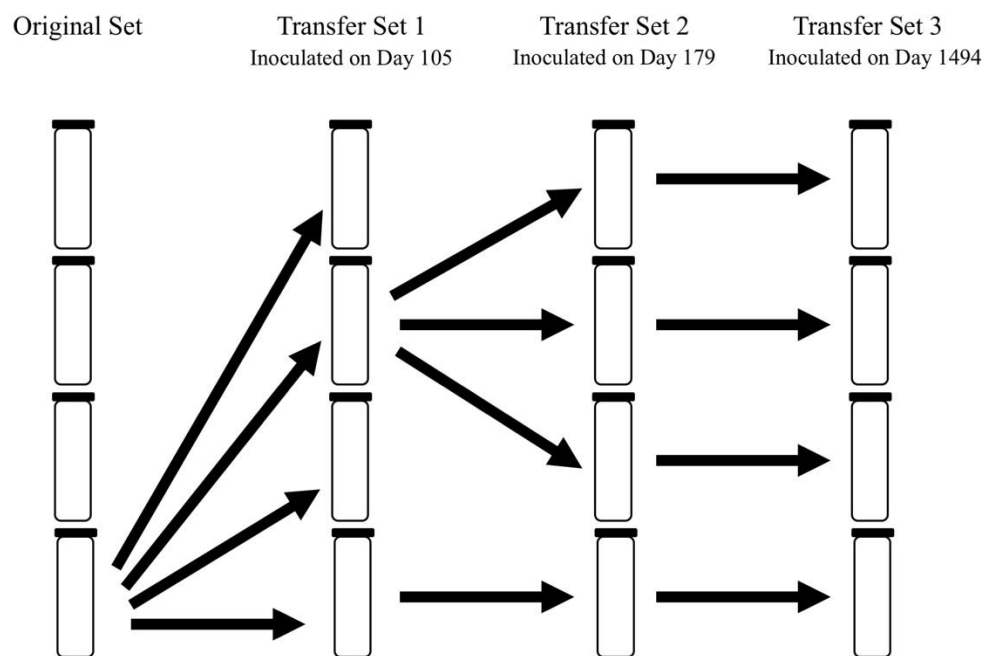 Original Set
Transfer Set 1
Inoculated on Day 105
Transfer Set 2
Inoculated on Day 179
Transfer Set 3
Inoculated on Day 1494